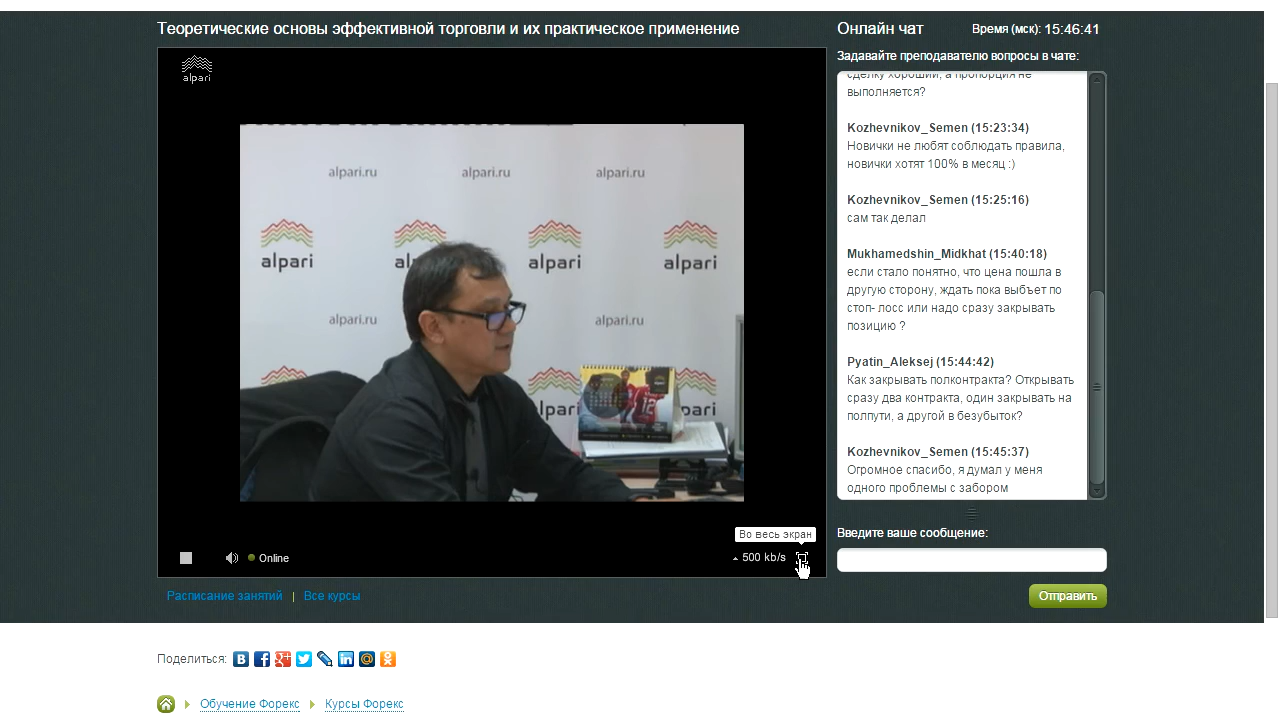 Теоретические основы эффективной торговли и их практическое применение
Онлайн чат
Время (мск): 15:46:41
Задавайте преподавателю вопросы в чате:
alpari
alpari.ru
alpari.ru
alpari.ru
alpari
alpari
alpari
alpari.ru
alpari.ru
12
сделку хороший, а пропорция не
выполняется?
Kozhevnikov_Semen (15:23:34)
Новички не любят соблюдать правила,
новички хотят 100% в месяц :)
Kozhevnikov_Semen (15:25:16)
сам так делал
Mukhamedshin_Midkhat (15:40:18)
если стало понятно, что цена пошла в
другую сторону, ждать пока выбъет по
стоп- лосс или надо сразу закрывать
позицию ?
Pyatin_Aleksej (15:44:42)
Как закрывать полконтракта? Открывать
сразу два контракта, один закрывать на
полпути, а другой в безубыток?
Kozhevnikov_Semen (15:45:37)
Огромное спасибо, я думал у меня
одного проблемы с забором
Введите ваше сообщение:
Отправить
Во весь экран
Online
500 kb/s
Расписание занятий | Все курсы
Поделиться:
Обучение Форекс
Курсы Форекс